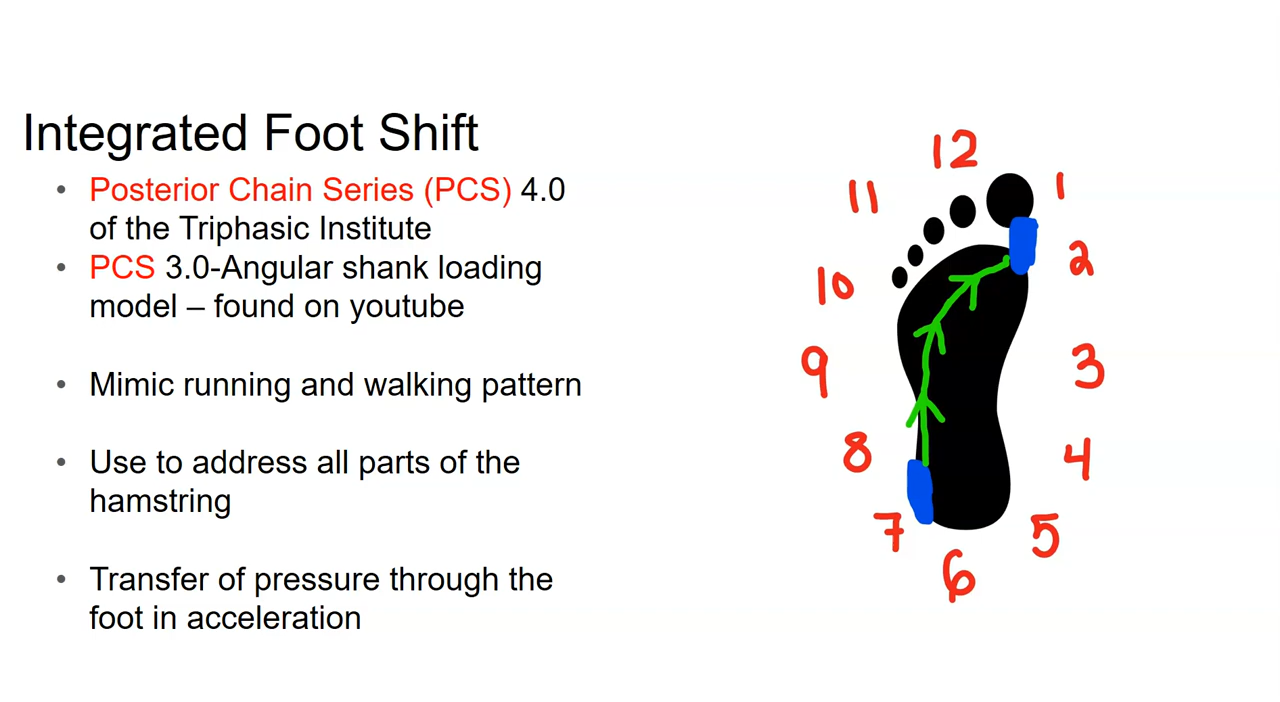 Integrated Foot Shift
• Posterior Chain Series (PCS) 4.0
of the Triphasic Institute
• PCS 3.0-Angular shank loading
model – found on youtube
• Mimic running and walking pattern
• Use to address all parts of the
hamstring
• Transfer of pressure through the
foot in acceleration
12
1
2
3
4
5
6
7
8
9
10
11